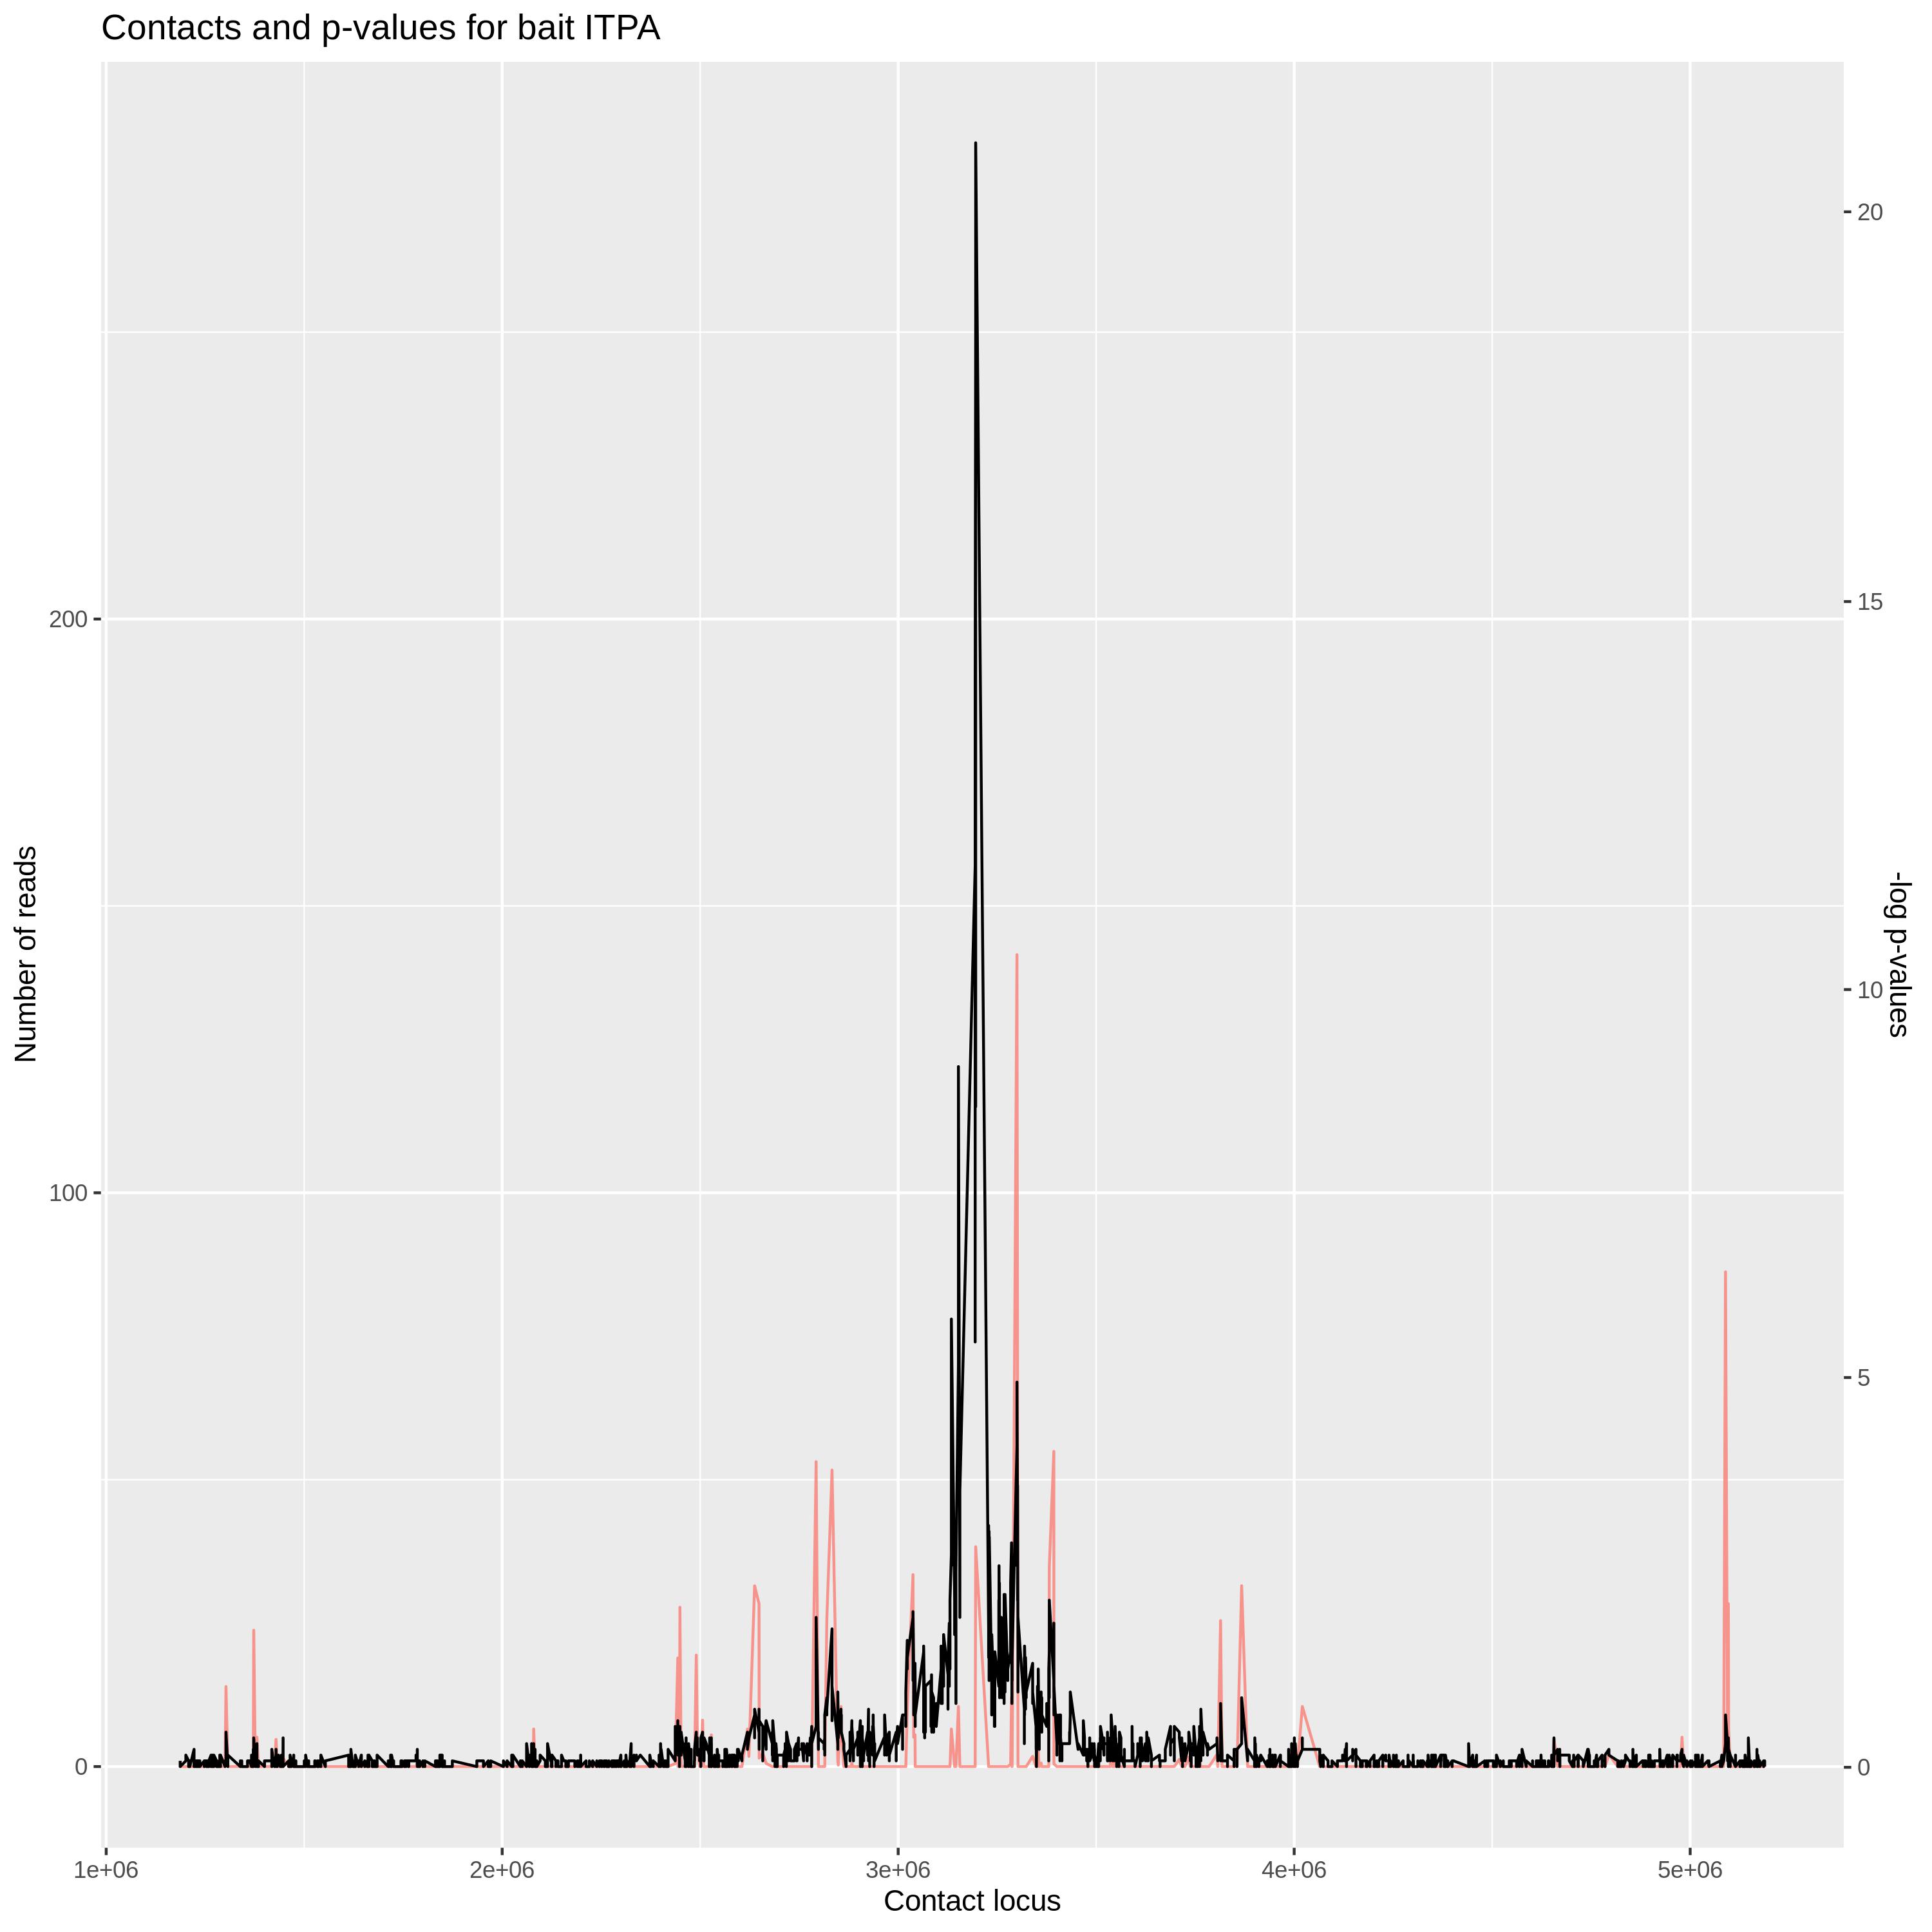 Contacts and p-values for bait ITPA
Number of reads
200
100
0
20
15
10
5
0
-log p-values
1e+06
2e+06
3e+06
4e+06
5e+06
Contact locus